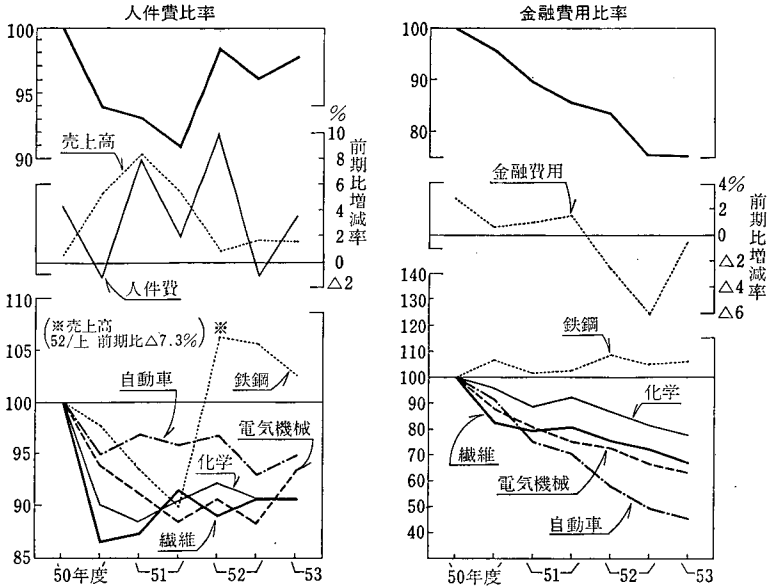 人件費比率
100
95
90
%
10
8
6
4
2
0
△2
前期比増減率
売上高
人件費
110
105
100
95
90
85
(※売上高
52/上 前期比△7.3%)
※
自動車
鉄鋼
電気機械
化学
繊維
50年度
51
52
53
金融費用比率
100
90
80
4%
2
0
△2
△4
△6
前期比増減率
金融費用
140
130
120
110
100
90
80
70
60
50
40
鉄鋼
化学
繊維
電気機械
自動車
50年度
51
52
53